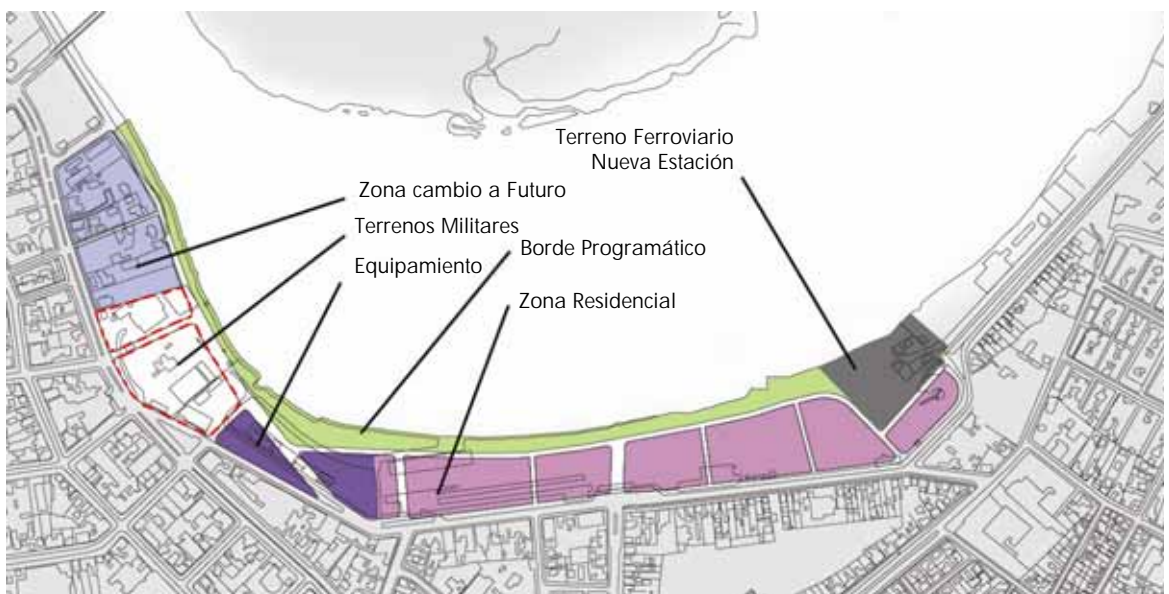 Terreno Ferroviario
Nueva Estación
Zona cambio a Futuro
Terrenos Militares
Borde Programático
Equipamiento
Zona Residencial